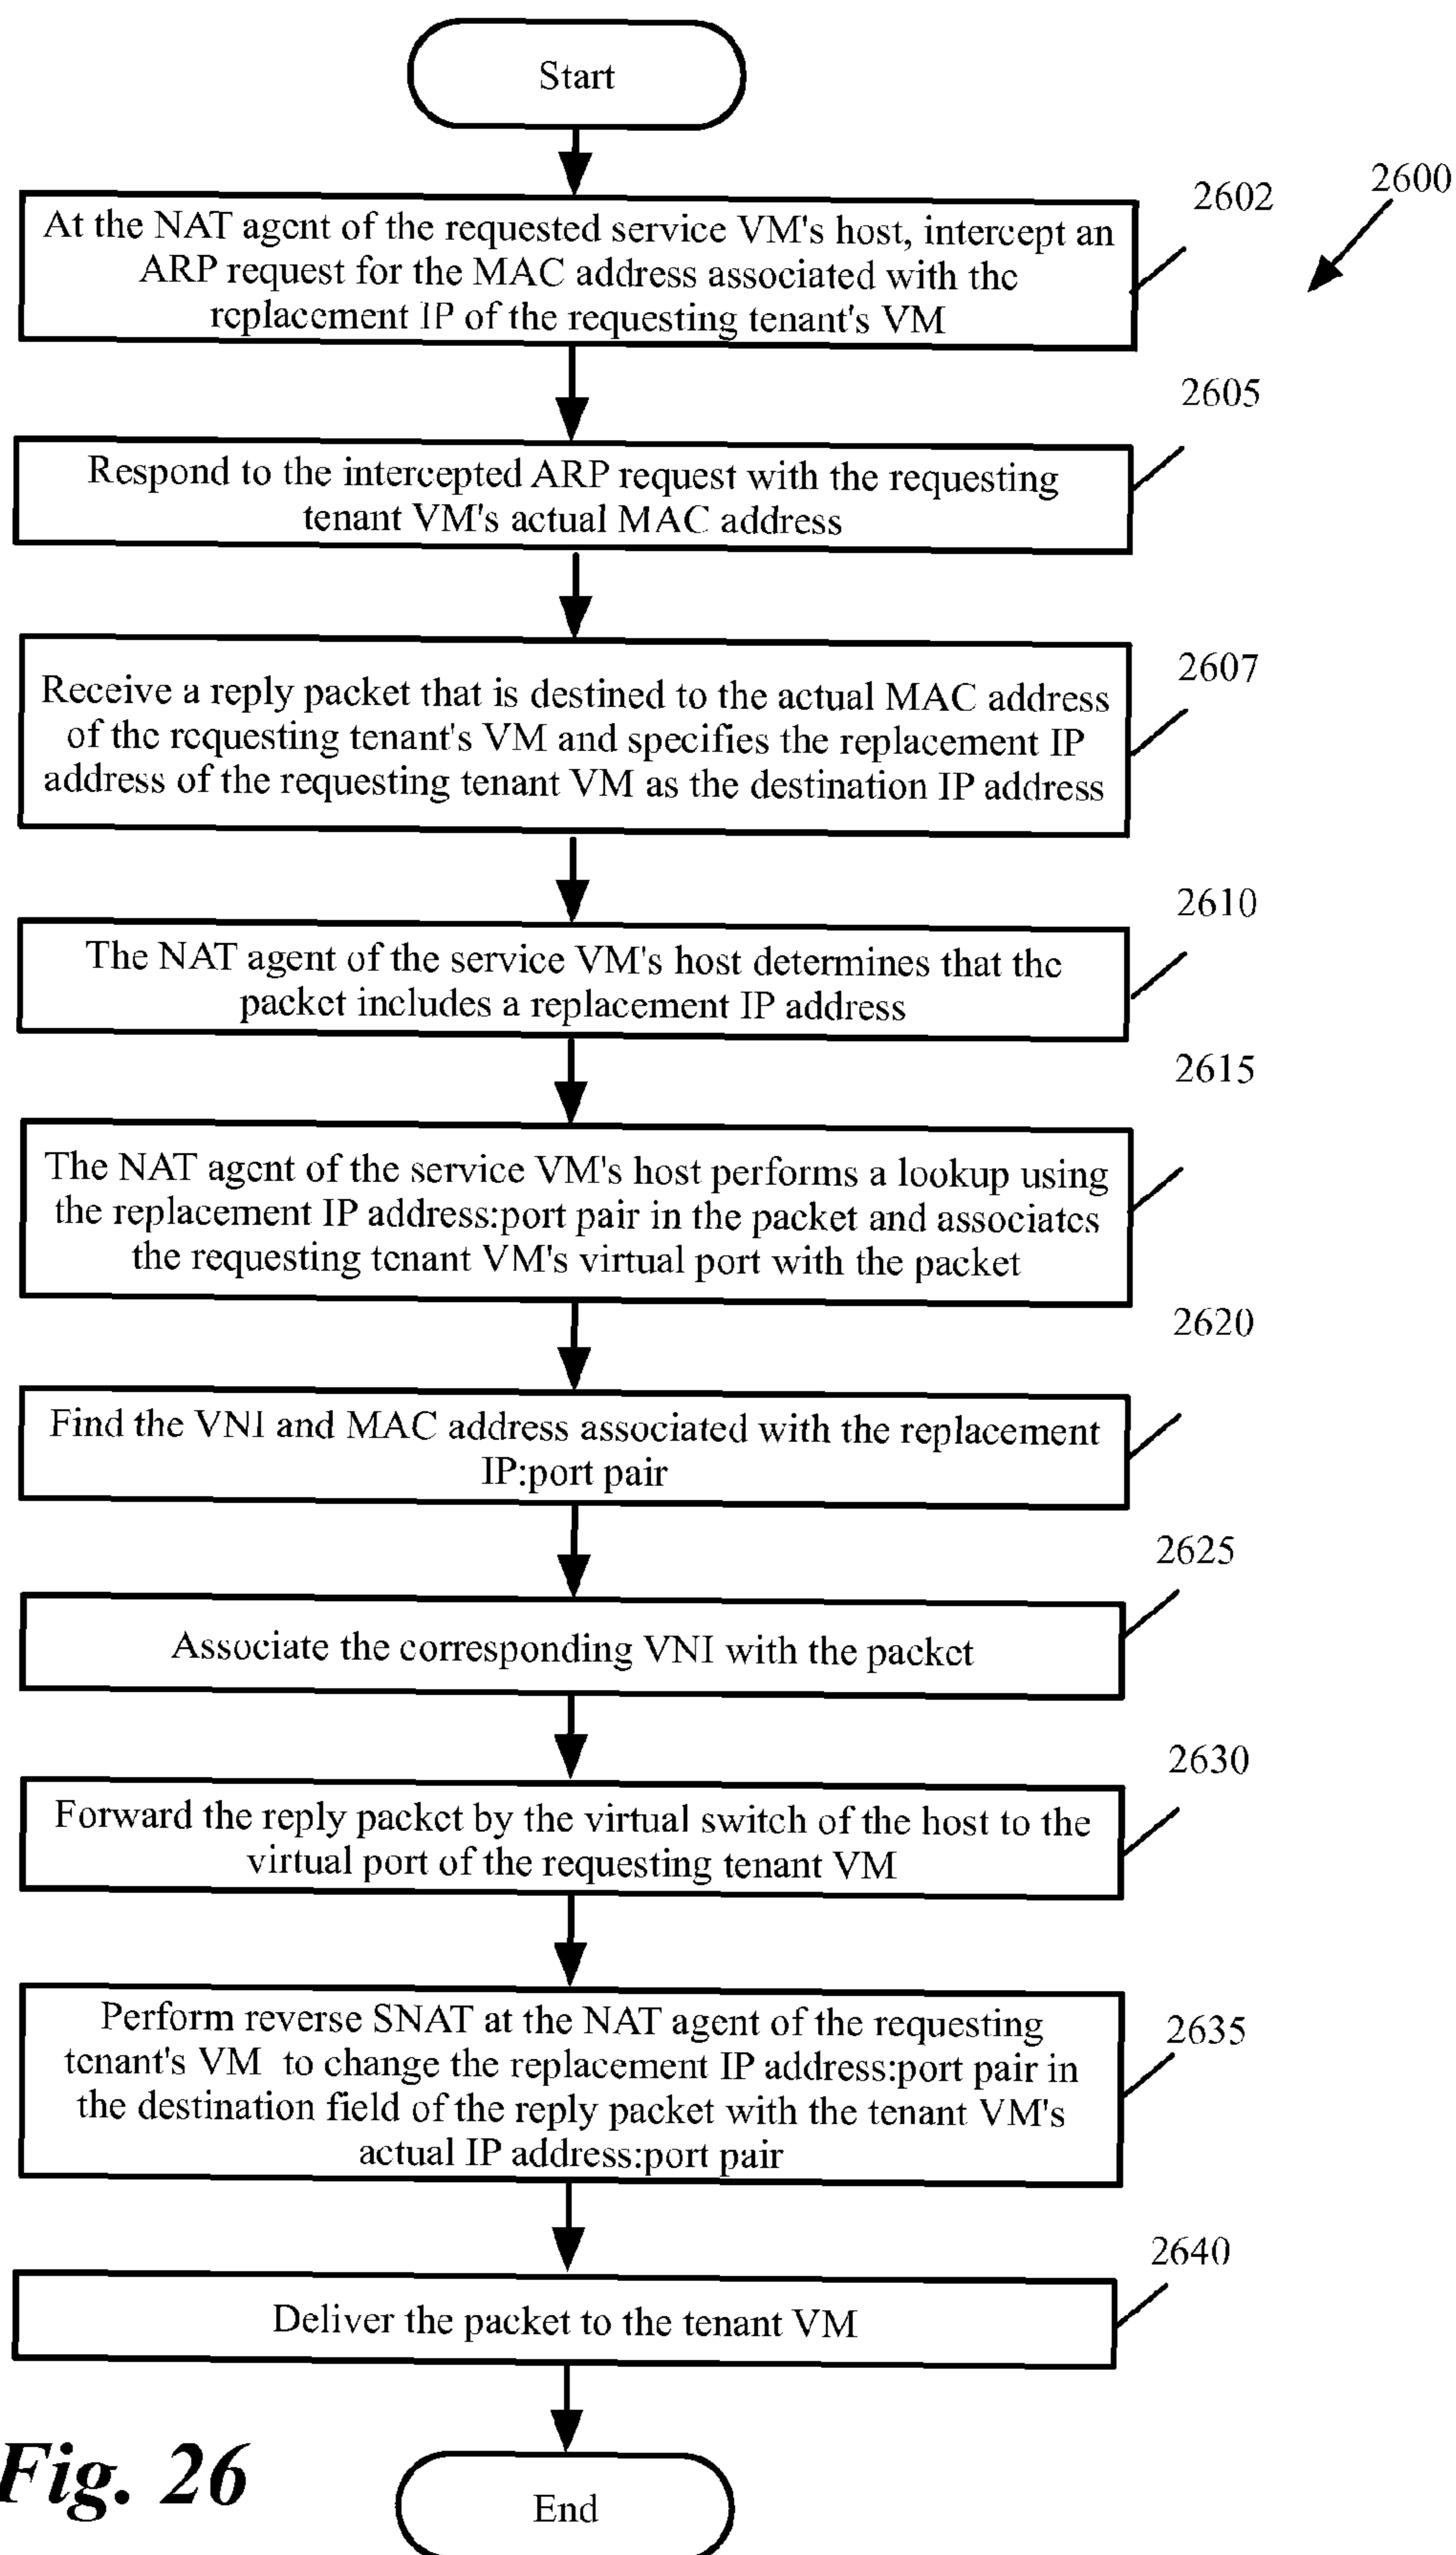 Start
2600
2602
At the NAT agent of the requested service VM's host, intercept an
ARP request for the MAC address associated with the
replacement IP of the requesting tenant's VM
2605
Respond to the intercepted ARP request with the requesting
tenant VM's actual MAC address
2607
Receive a reply packet that is destined to the actual MAC address
of the requesting tenant's VM and specifies the replacement IP
address of the requesting tenant VM as the destination IP address
2610
The NAT agent of the service VM's host determines that the
packet includes a replacement IP address
2615
The NAT agent of the service VM's host performs a lookup using
the replacement IP address:port pair in the packet and associates
the requesting tenant VM's virtual port with the packet
2620
Find the VNI and MAC address associated with the replacement
IP:port pair
2625
Associate the corresponding VNI with the packet
2630
Forward the reply packet by the virtual switch of the host to the
virtual port of the requesting tenant VM
2635
Perform reverse SNAT at the NAT agent of the requesting
tenant's VM to change the replacement IP address:port pair in
the destination field of the reply packet with the tenant VM's
actual IP address:port pair
2640
Deliver the packet to the tenant VM
End
Fig. 26